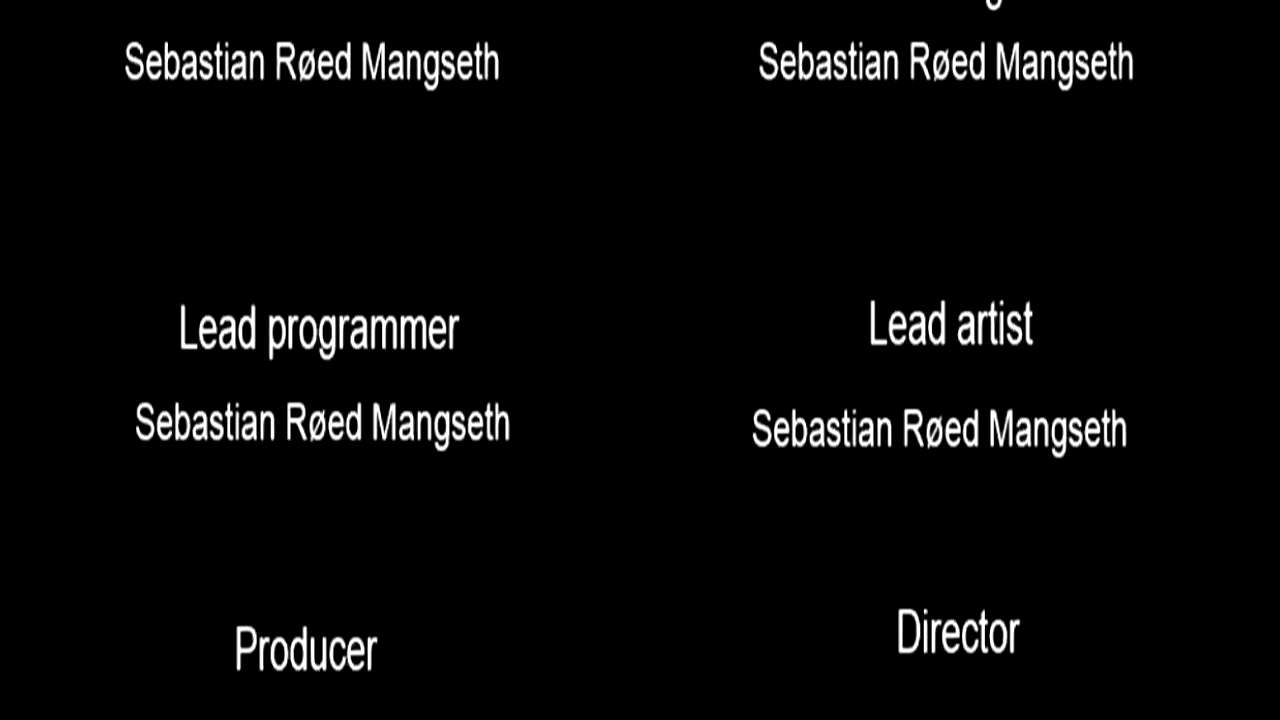 Sebastian Røed Mangseth
Sebastian Røed Mangseth
Lead programmer
Lead artist
Sebastian Røed Mangseth
Sebastian Røed Mangseth
Producer
Director